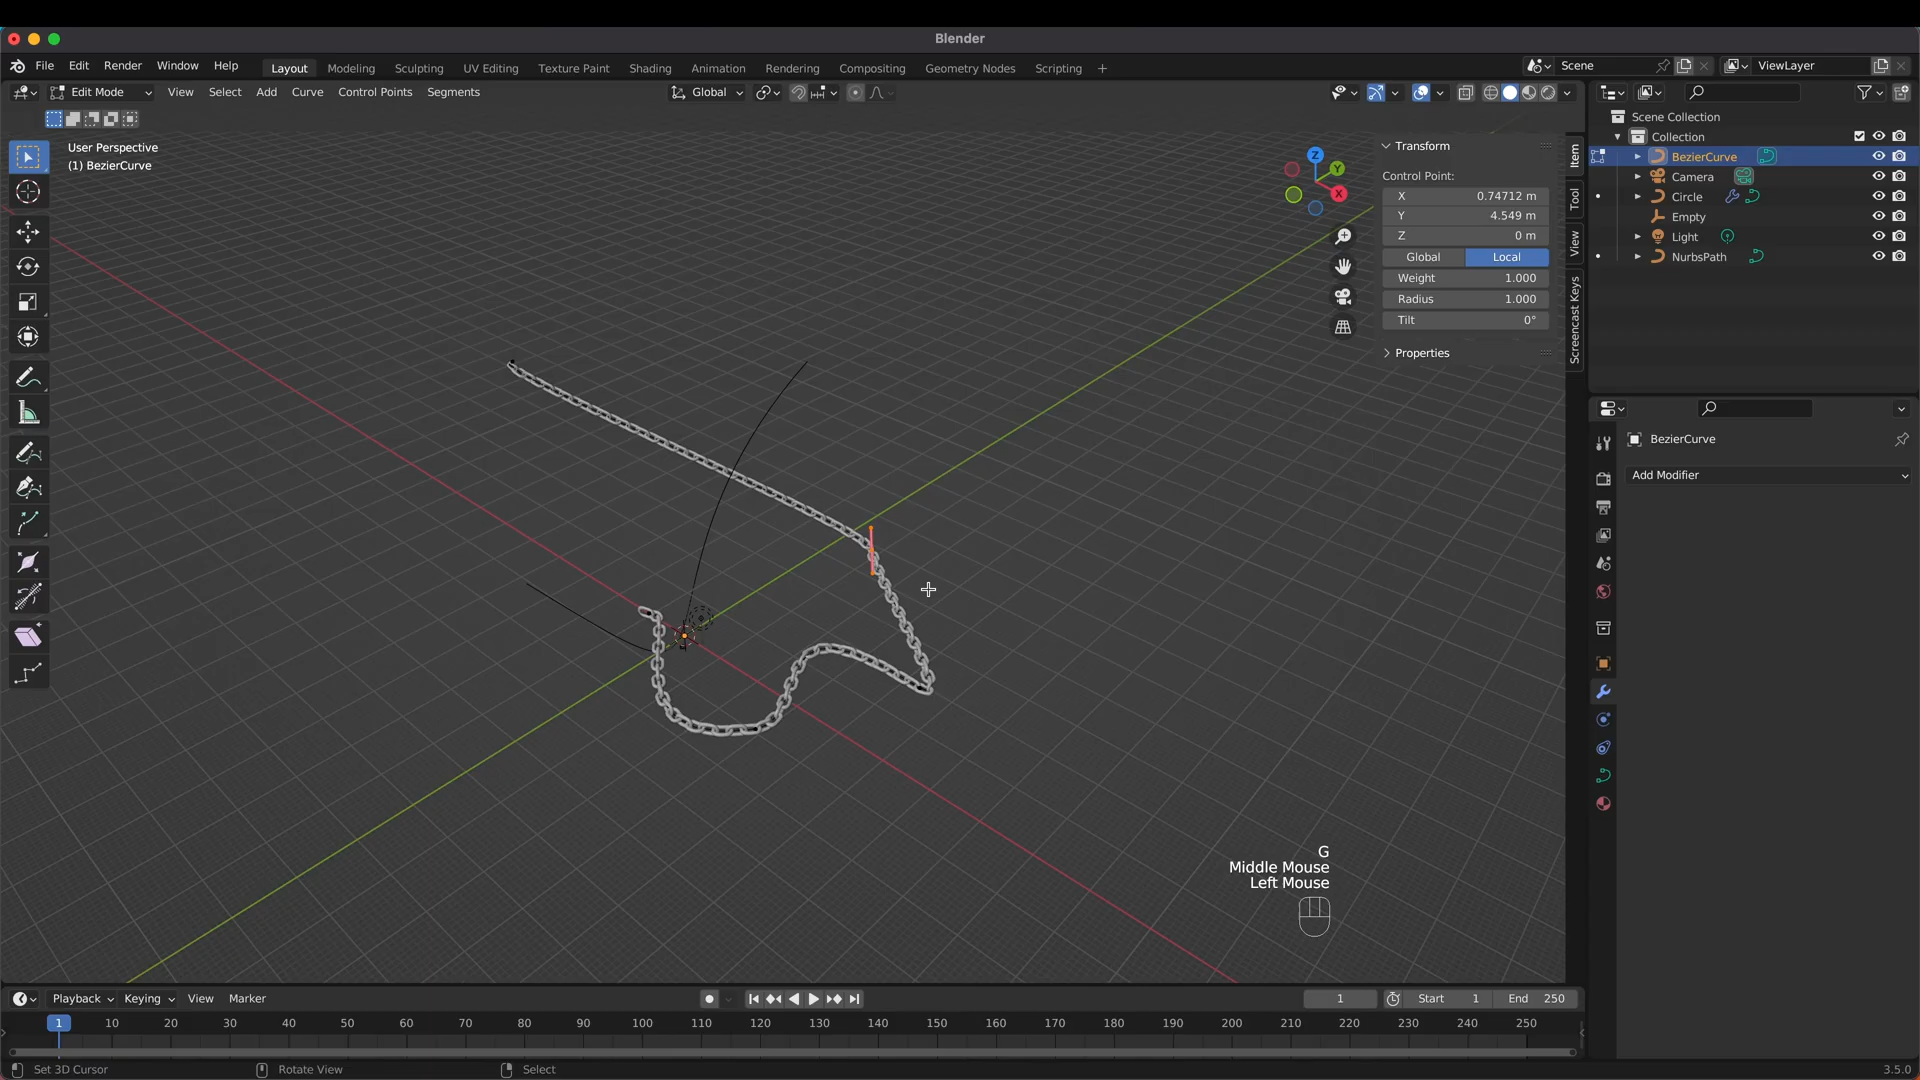 Blender
File Edit Render Window Help Layout Modeling Sculpting UV Editing Texture Paint Shading Animation Rendering Compositing Geometry Nodes Scripting + Scene ViewLayer
Edit Mode View Select Add Curve Control Points Segments Global
User Perspective
(1) BezierCurve
Z
Y
X
Transform
Control Point:
X 0.74712 m
Y 4.549 m
Z 0 m
Global Local
Weight 1.000
Radius 1.000
Tilt 0°
Properties
Item
Tool
View
Screencast Keys
Scene Collection
Collection
BezierCurve
Camera
Circle
Empty
Light
NurbsPath
BezierCurve
Add Modifier
G
Middle Mouse
Left Mouse
Playback Keying View Marker 1 Start 1 End 250
1 10 20 30 40 50 60 70 80 90 100 110 120 130 140 150 160 170 180 190 200 210 220 230 240 250
Set 3D Cursor Rotate View Select 3.5.0